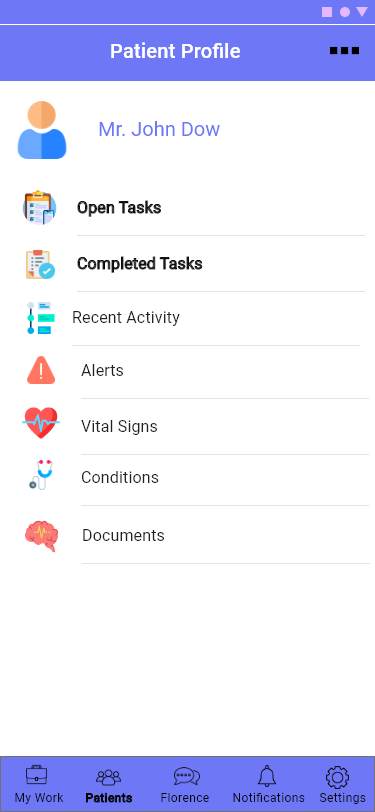 Patient Profile
Mr. John Dow
Open Tasks
Completed Tasks
Recent Activity
Alerts
Vital Signs
Conditions
Documents
My Work Patients Florence Notifications Settings